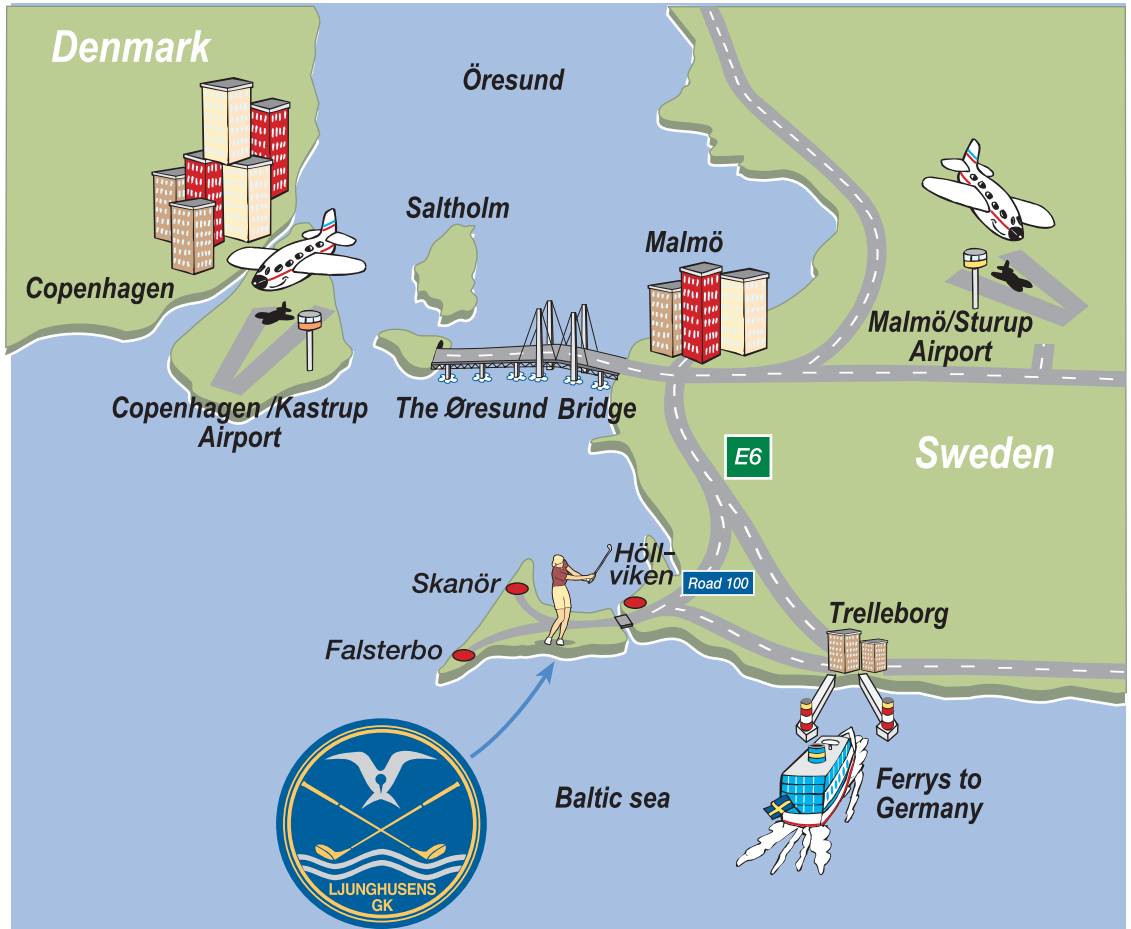 Denmark
Öresund
Saltholm
Malmö
Copenhagen
Malmö/Sturup
Airport
Copenhagen /Kastrup
Airport
The Øresund Bridge
E6
Sweden
Höll-
viken
Skanör
Road 100
Trelleborg
Falsterbo
Baltic sea
Ferrys to
Germany
LJUNGHUSENS
GK